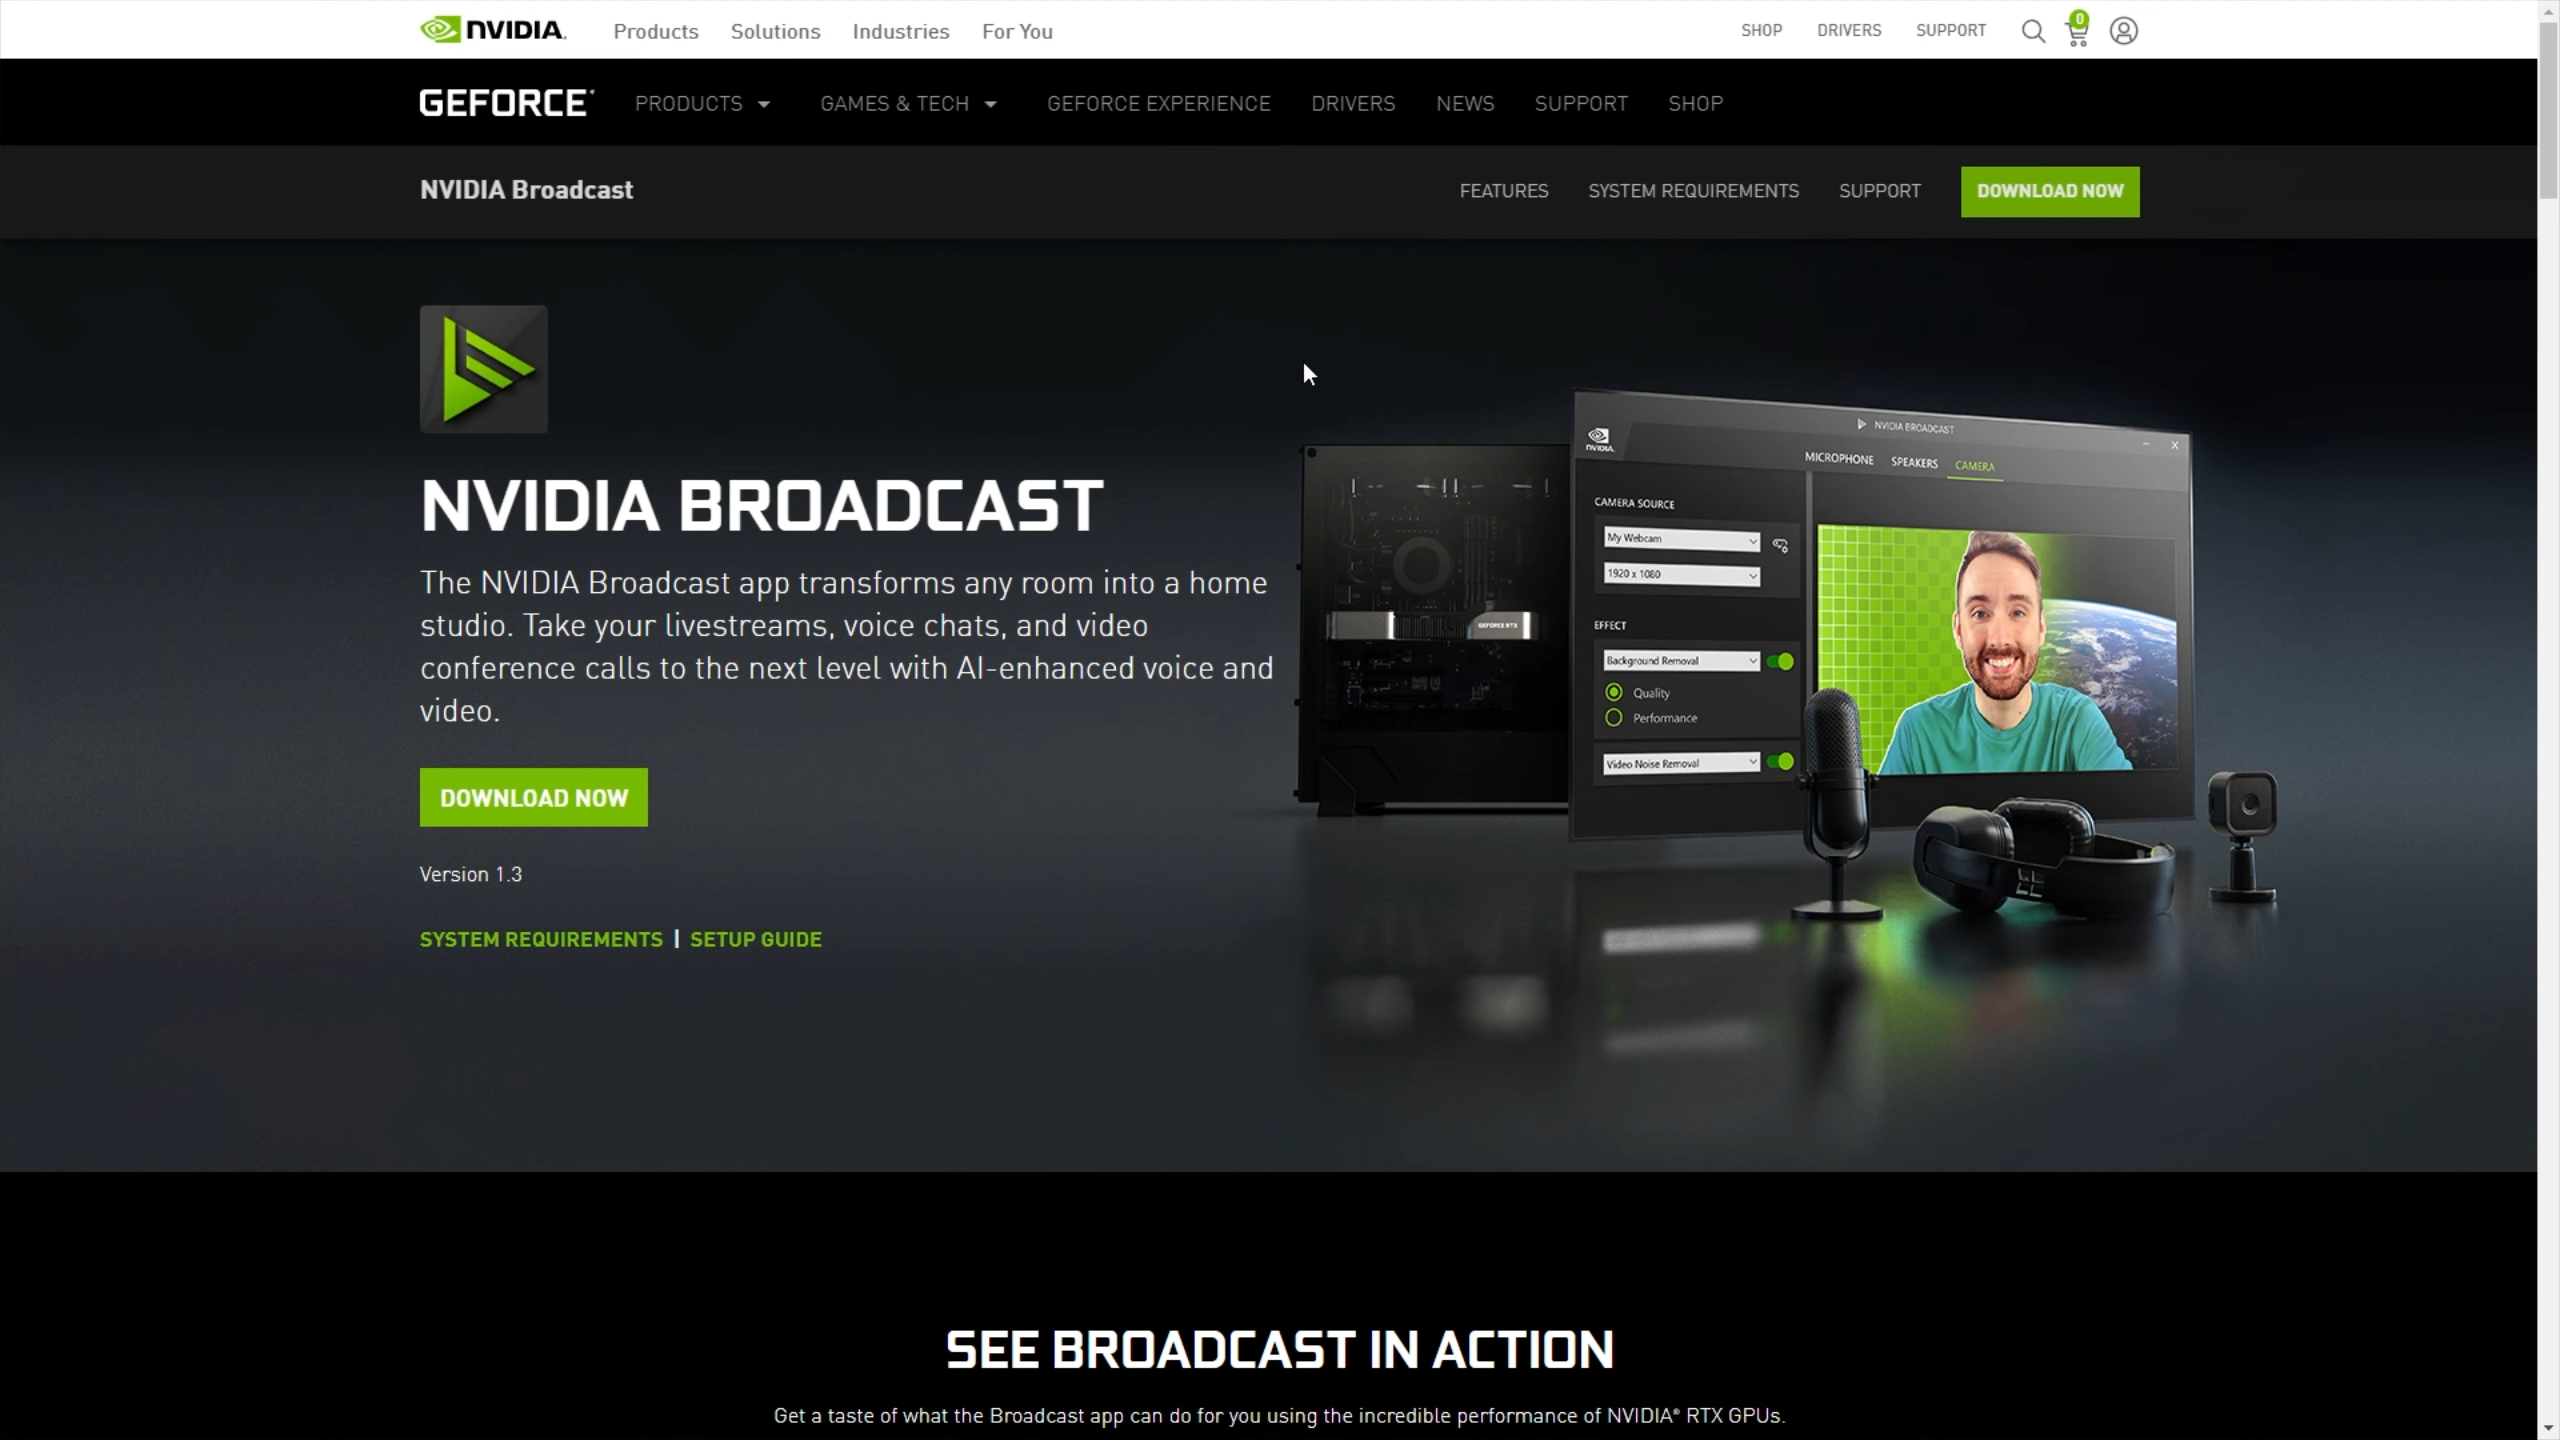 NVIDIA. Products Solutions Industries For You SHOP DRIVERS SUPPORT 0
GEFORCE PRODUCTS GAMES & TECH GEFORCE EXPERIENCE DRIVERS NEWS SUPPORT SHOP
NVIDIA Broadcast FEATURES SYSTEM REQUIREMENTS SUPPORT DOWNLOAD NOW
NVIDIA BROADCAST
The NVIDIA Broadcast app transforms any room into a home
studio. Take your livestreams, voice chats, and video
conference calls to the next level with AI-enhanced voice and
video.
DOWNLOAD NOW
Version 1.3
SYSTEM REQUIREMENTS | SETUP GUIDE
NVIDIA BROADCAST
NVIDIA.
MICROPHONE SPEAKERS CAMERA
CAMERA SOURCE
My Webcam
1920 x 1080
EFFECT
Background Removal
Quality
Performance
Video Noise Removal
GEFORCE RTX
SEE BROADCAST IN ACTION
Get a taste of what the Broadcast app can do for you using the incredible performance of NVIDIA® RTX GPUs.